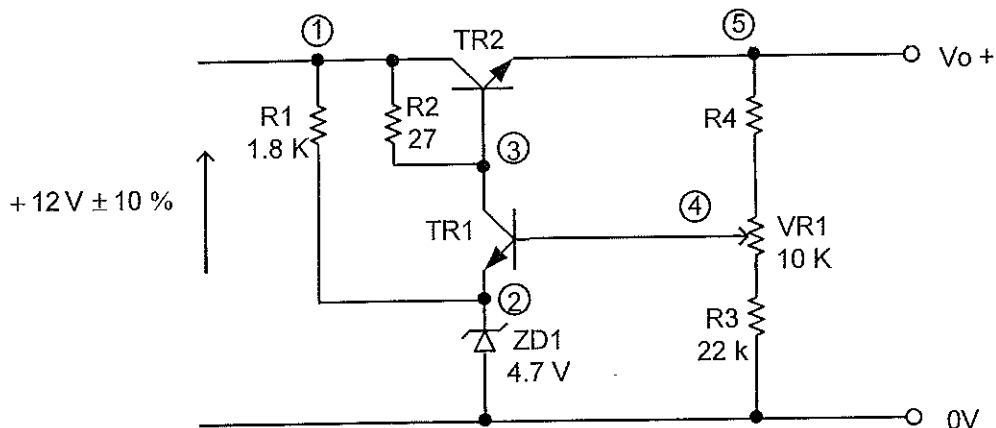 ①
TR2
⑤
Vo +
R1
1.8 K
R2
27
③
R4
+ 12 V ± 10 %
TR1
④
VR1
10 K
②
ZD1
4.7 V
R3
22 k
0V